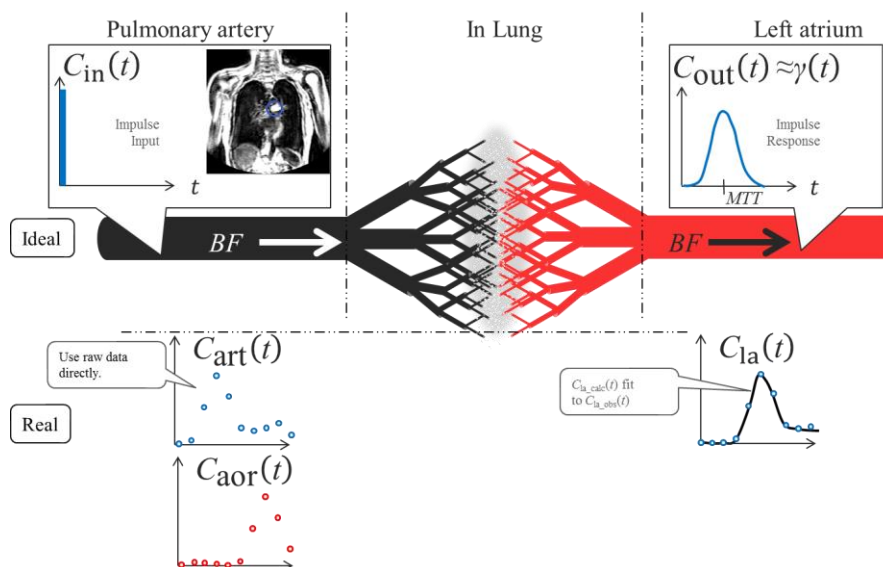 Pulmonary artery
In Lung
Left atrium
C_in(t)
Impulse
Input
t
C_out(t) ≈γ(t)
Impulse
Response
t
MTT
Ideal
BF
BF
Use raw data
directly.
C_art(t)
C_la(t)
C_la_calc(t) fit
to C_la_obs(t)
Real
C_aor(t)